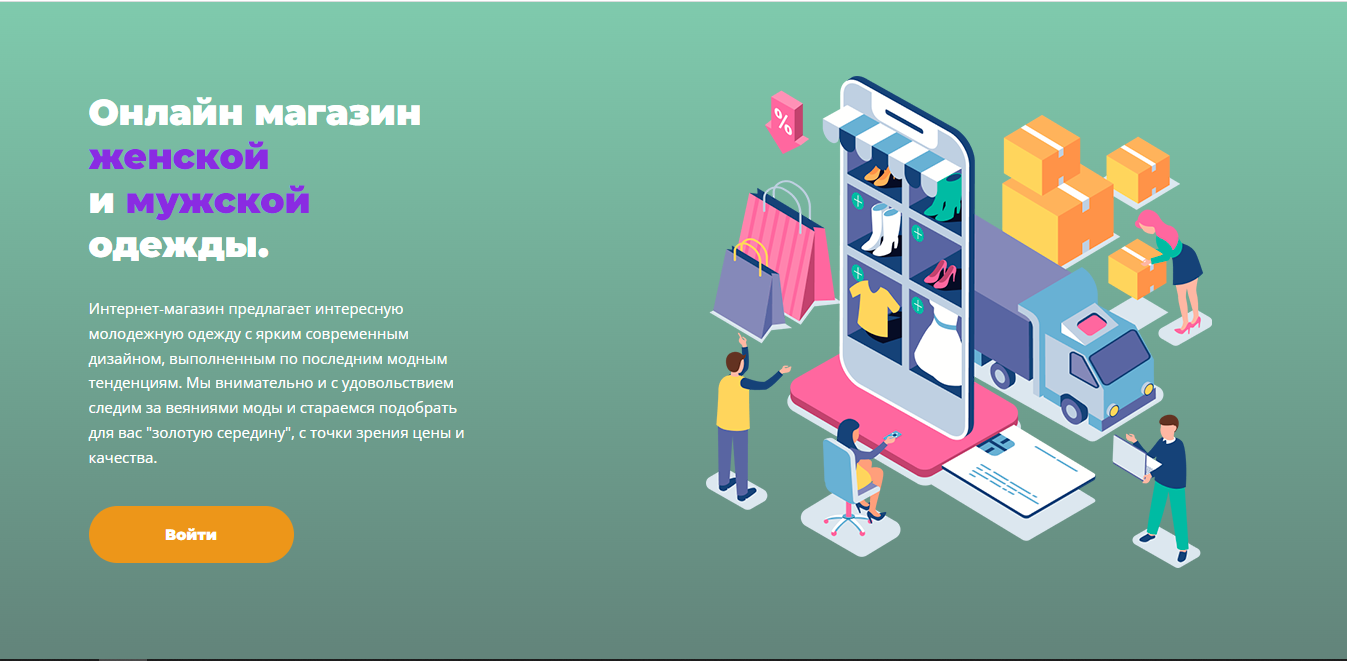 Онлайн магазин
женской
и мужской
одежды.
Интернет-магазин предлагает интересную
молодежную одежду с ярким современным
дизайном, выполненным по последним модным
тенденциям. Мы внимательно и с удовольствием
следим за веяниями моды и стараемся подобрать
для вас "золотую середину", с точки зрения цены и
качества.
Войти
%